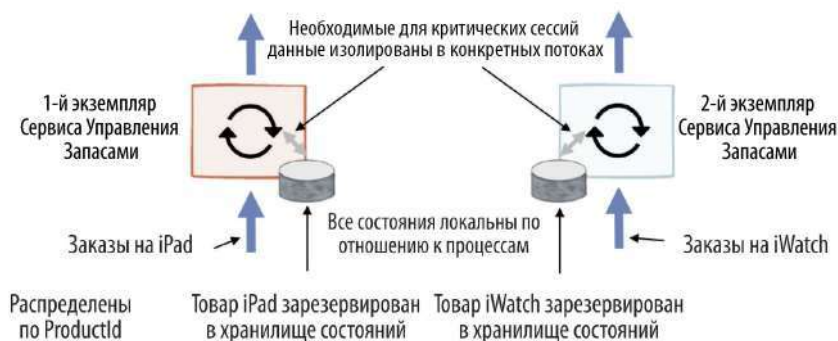 Необходимые для критических сессий
данные изолированы в конкретных потоках
1-й экземпляр
Сервиса Управления
Запасами
2-й экземпляр
Сервиса Управления
Запасами
Все состояния локальны по
отношению к процессам
Заказы на iPad
Заказы на iWatch
Распределены
по ProductId
Товар iPad зарезервирован
в хранилище состояний
Товар iWatch зарезервирован
в хранилище состояний